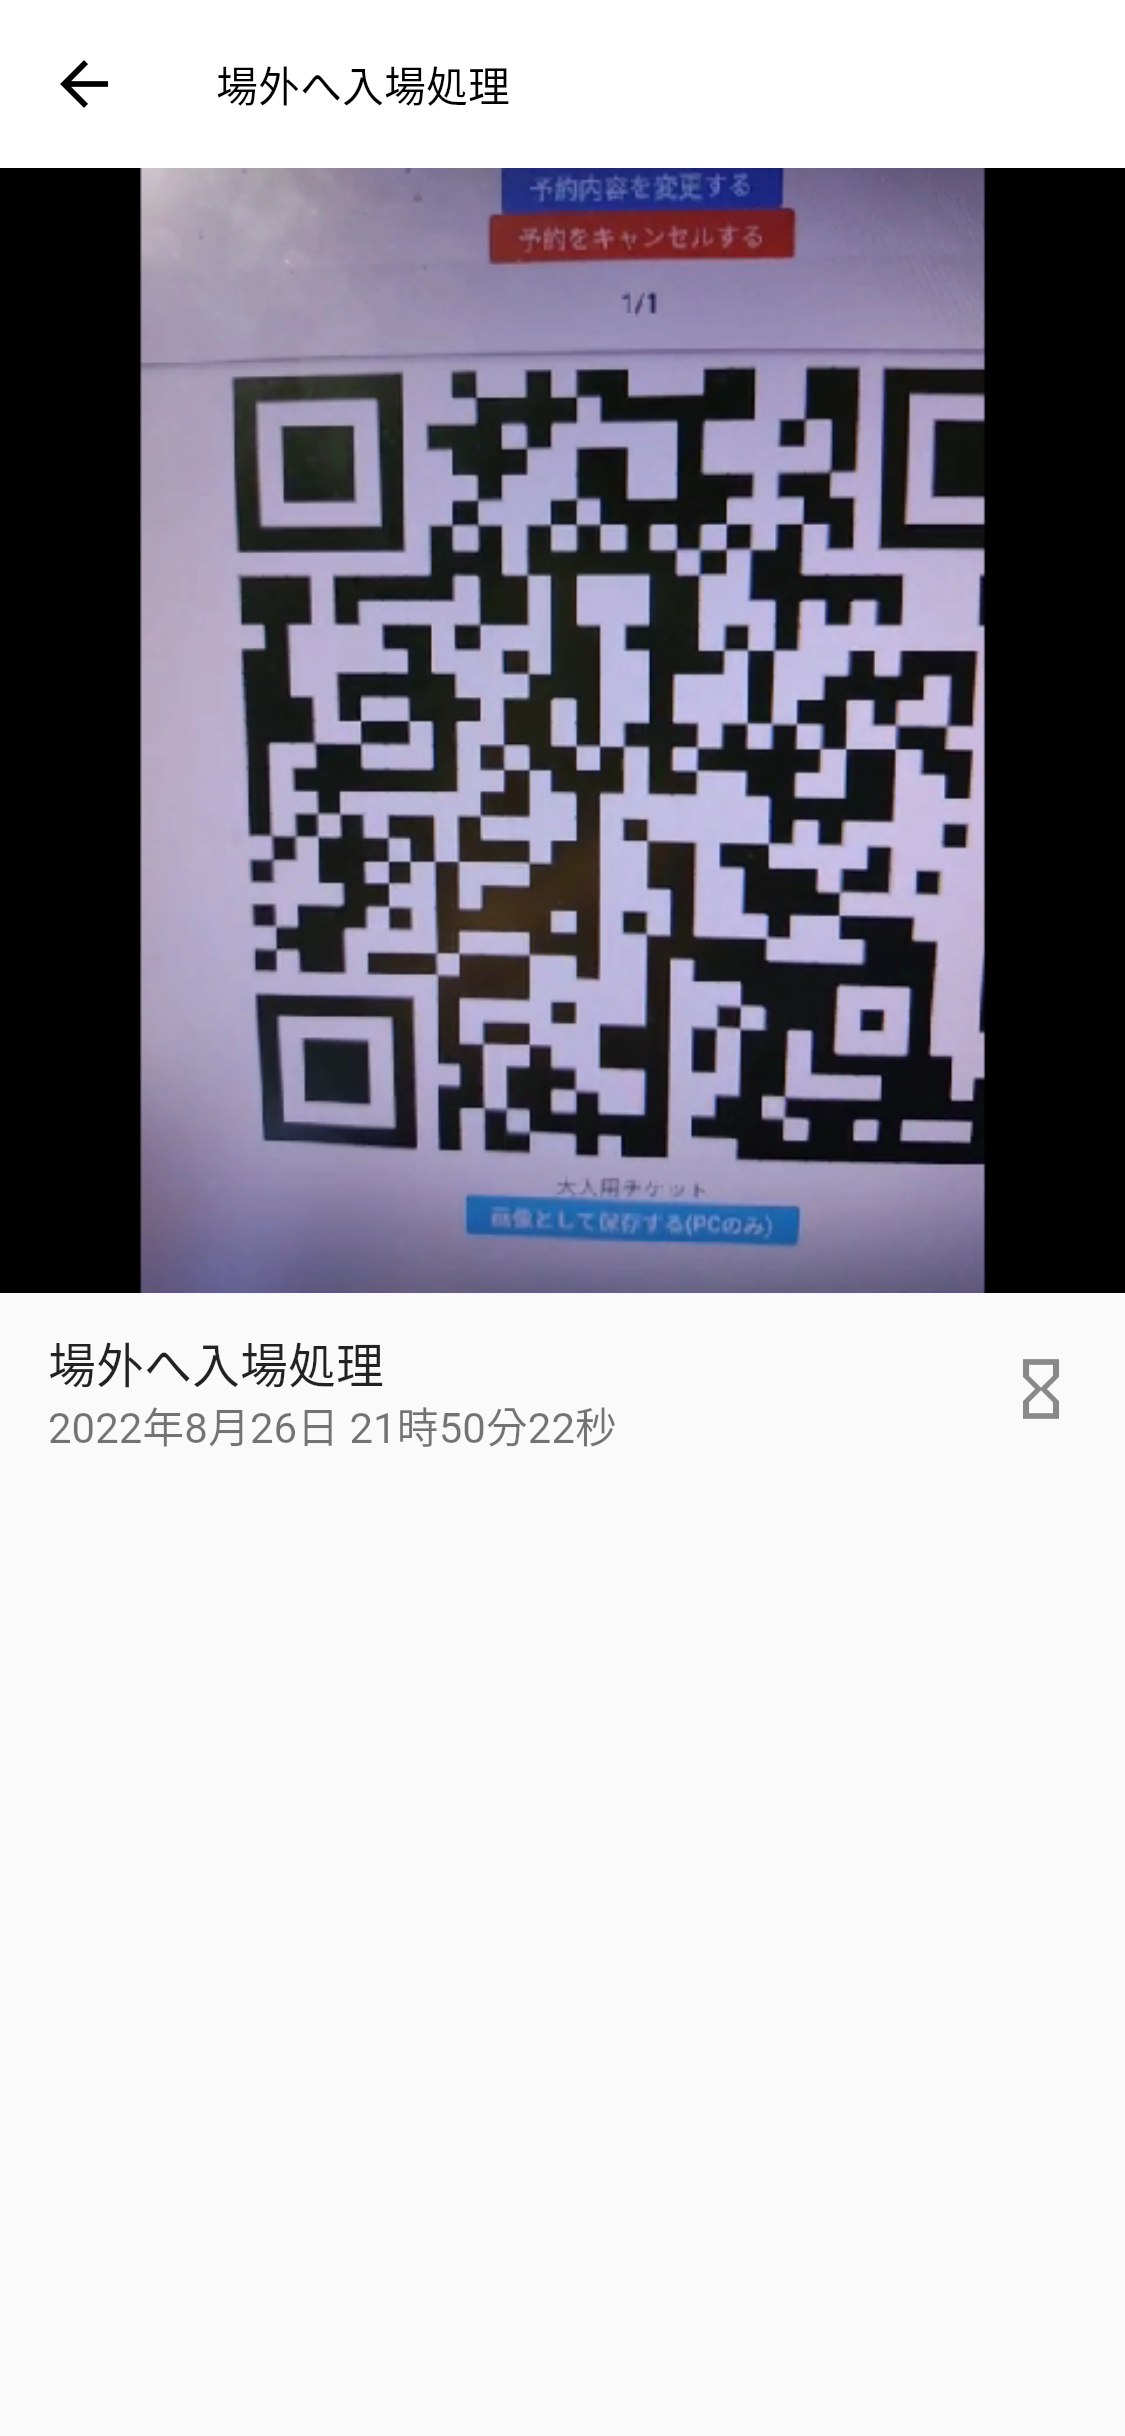 場外へ入場処理
予約内容を変更する
予約をキャンセルする
1/1
大人用チケット
画像として保存する(PCのみ)
場外へ入場処理
2022年8月26日 21時50分22秒